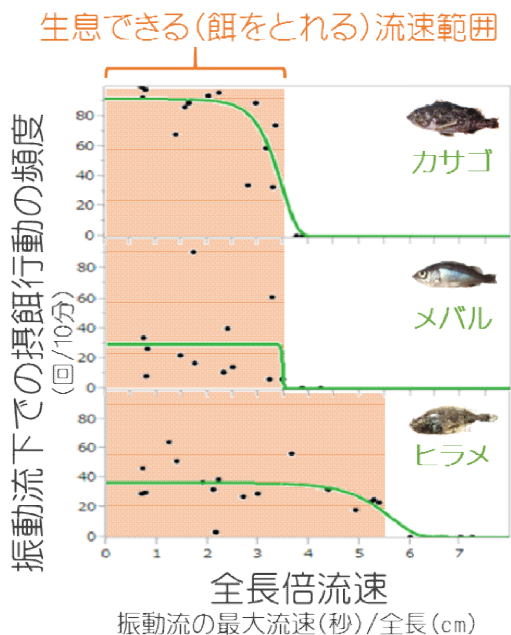 生息できる(餌をとれる)流速範囲
振動流下での摂餌行動の頻度
(回/10分)
80
60
40
20
0
カサゴ
80
60
40
20
0
メバル
80
60
40
20
0
ヒラメ
0 1 2 3 4 5 6 7
全長倍流速
振動流の最大流速(秒)/全長(cm)